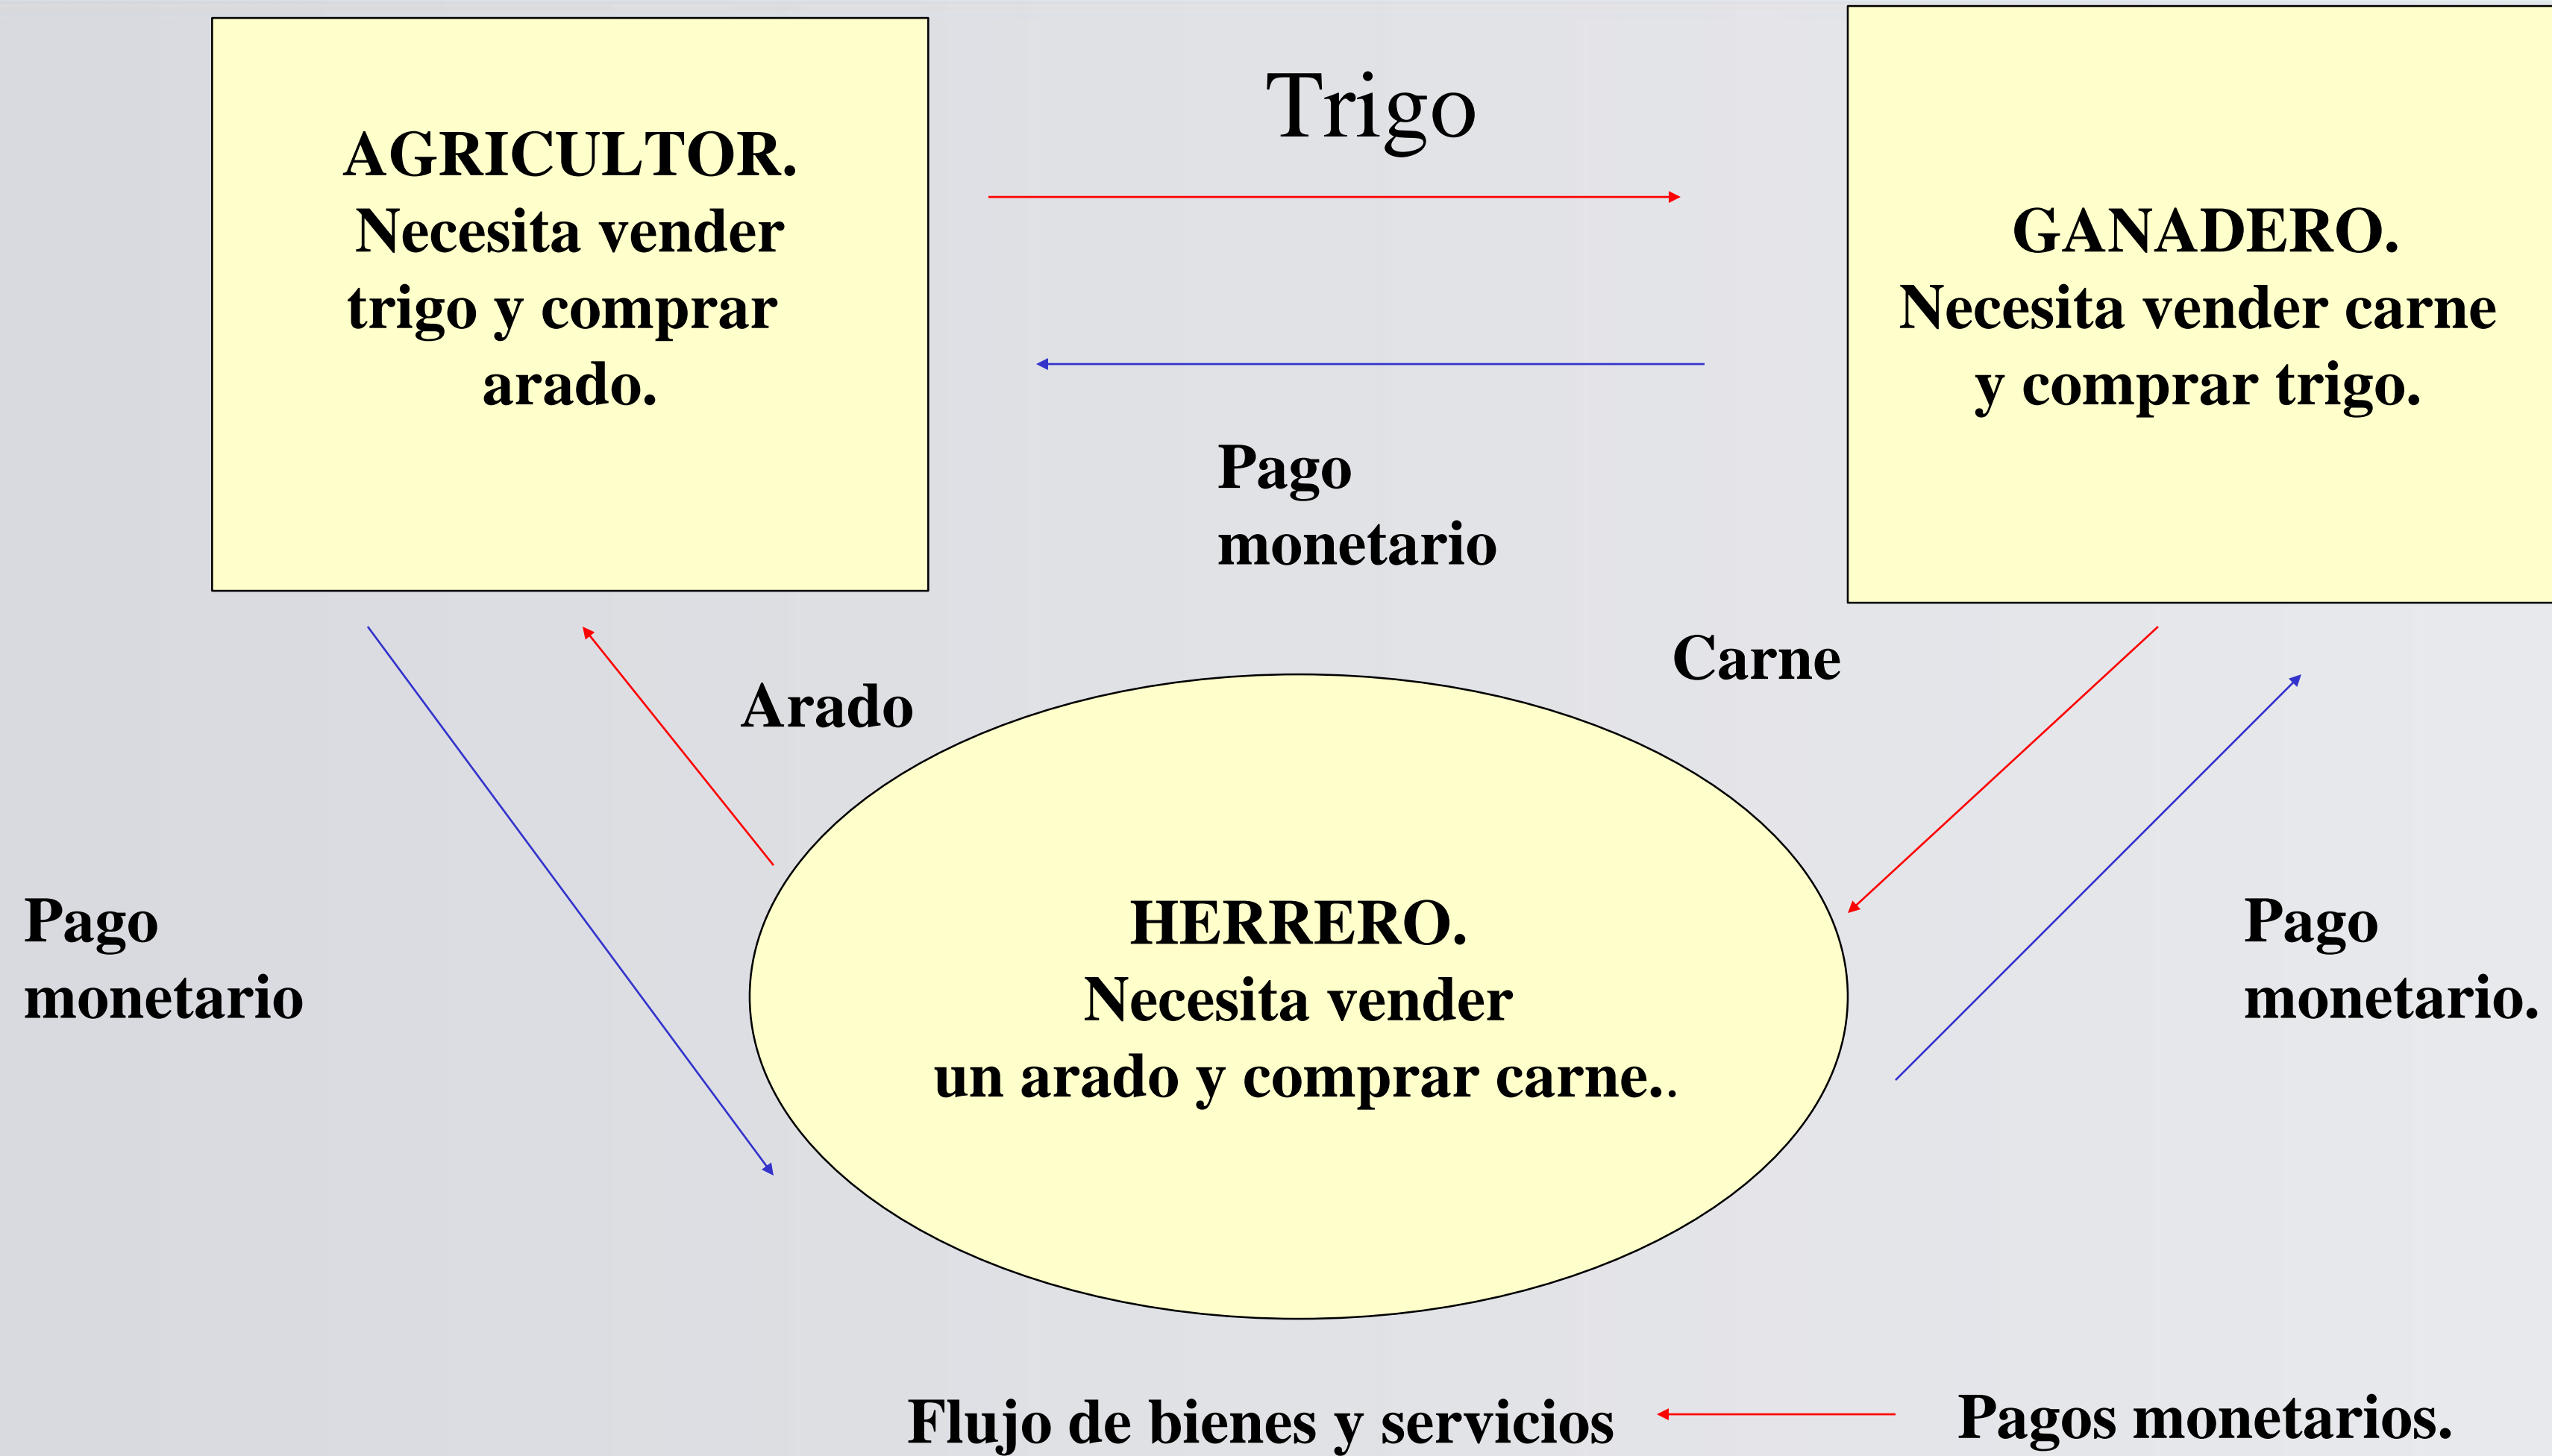 AGRICULTOR.
Necesita vender
trigo y comprar
arado.
Trigo
GANADERO.
Necesita vender carne
y comprar trigo.
Pago
monetario
Arado
Carne
Pago
monetario
HERRERO.
Necesita vender
un arado y comprar carne..
Pago
monetario.
Flujo de bienes y servicios
Pagos monetarios.